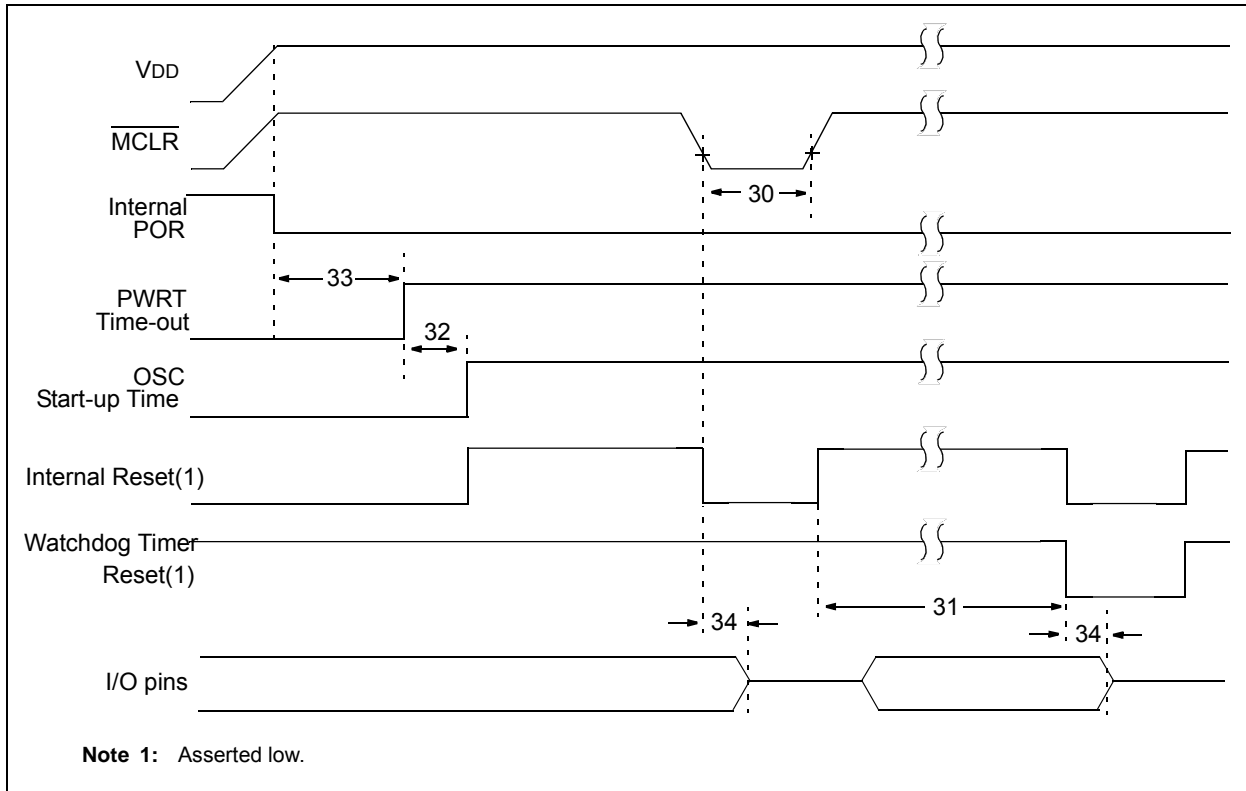 VDD
MCLR
30
Internal
POR
33
PWRT
Time-out
32
OSC
Start-up Time
Internal Reset(1)
Watchdog Timer
Reset(1)
31
34
34
I/O pins
Note 1: Asserted low.